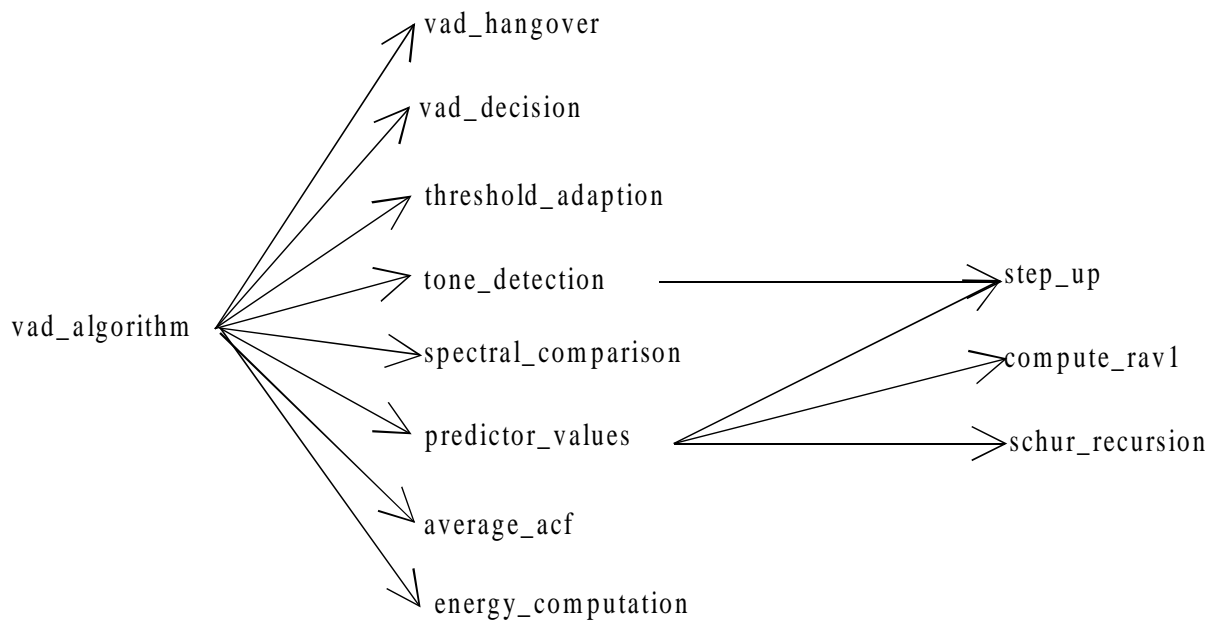 vad_hangover
vad_decision
threshold_adaption
tone_detection
step_up
vad_algorithm
spectral_comparison
compute_rav1
predictor_values
schur_recursion
average_acf
energy_computation